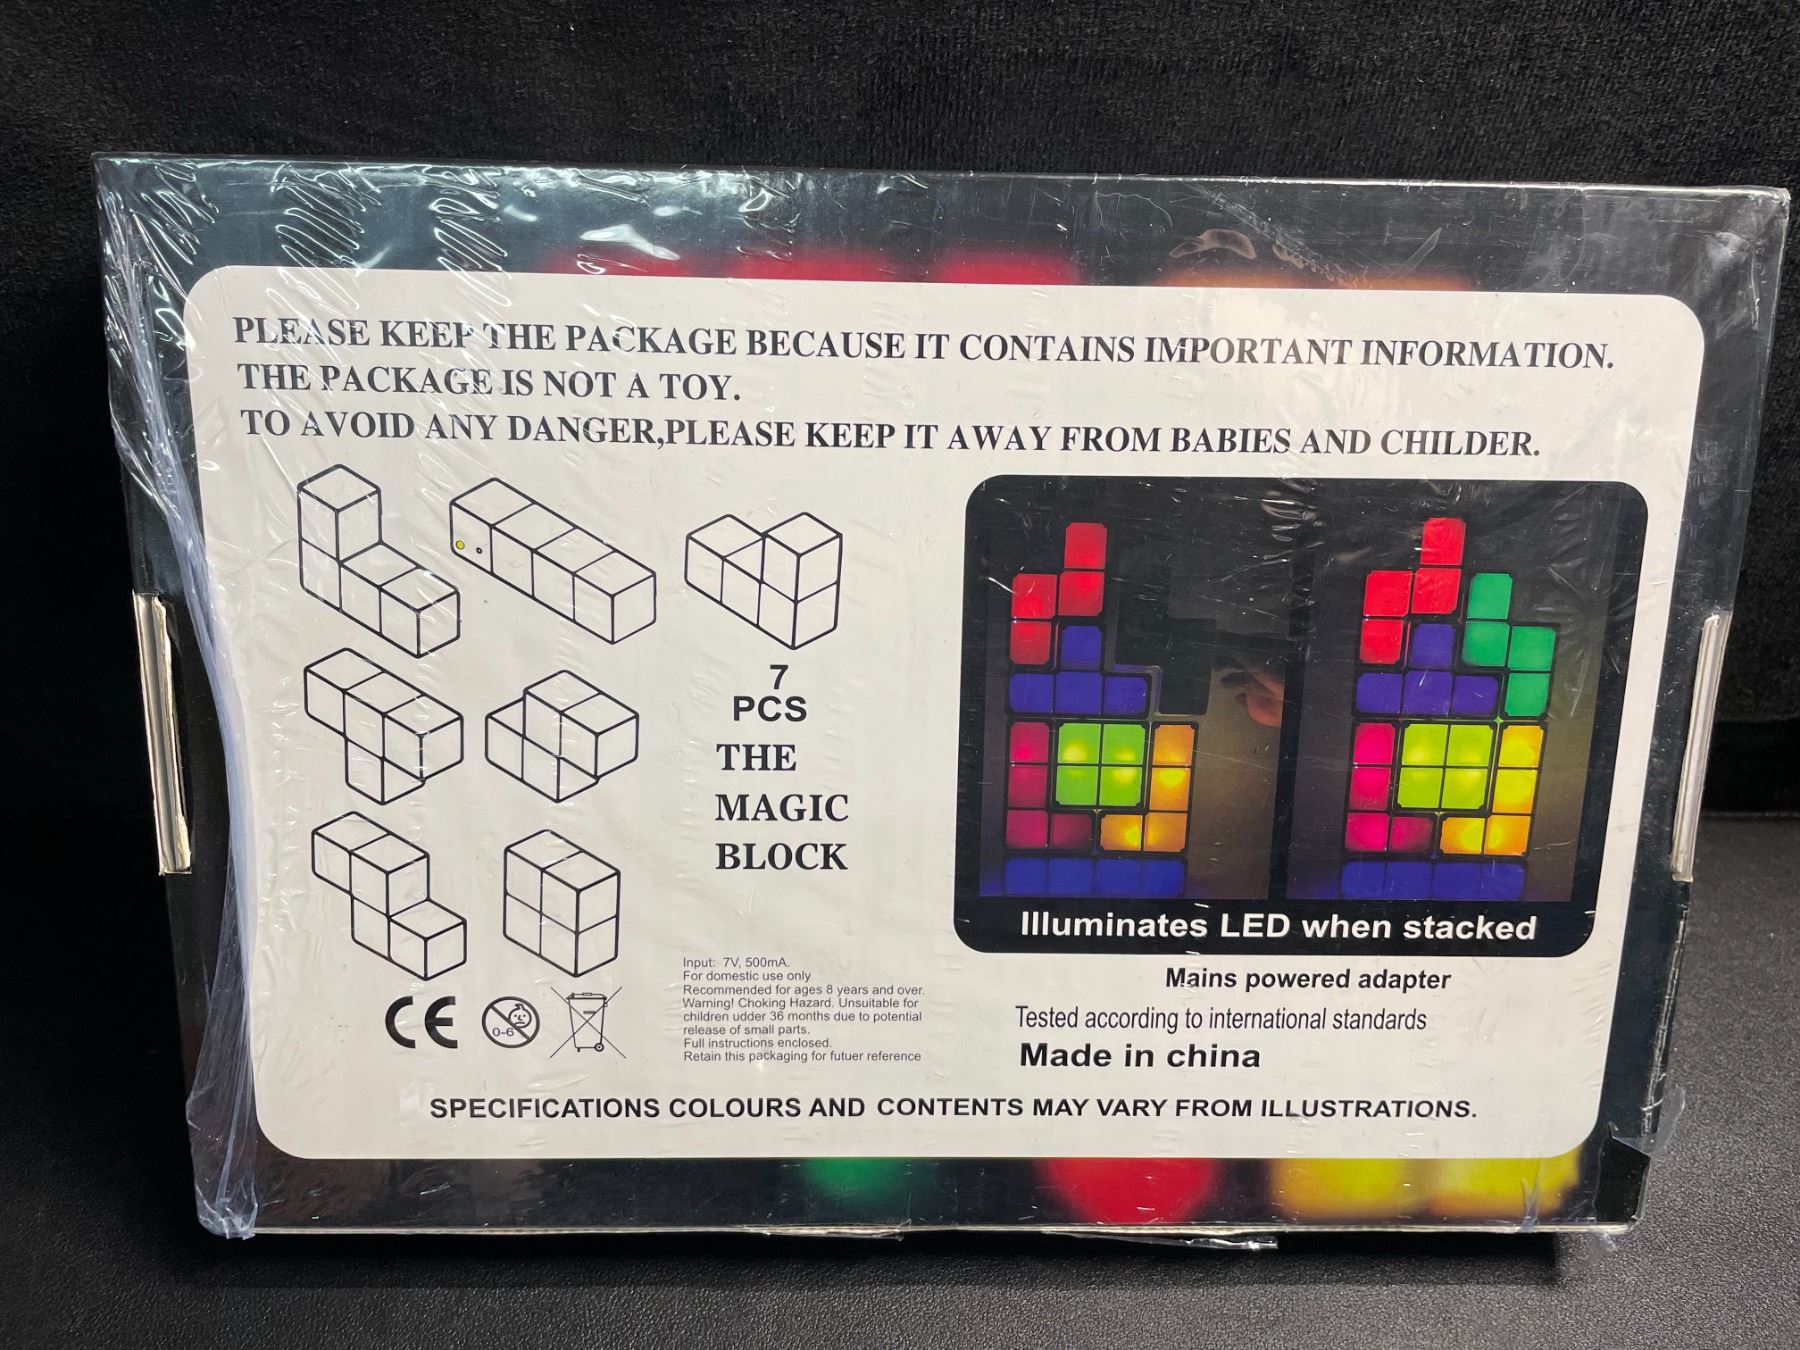 PLEASE KEEP THE PACKAGE BECAUSE IT CONTAINS IMPORTANT INFORMATION.
THE PACKAGE IS NOT A TOY.
TO AVOID ANY DANGER,PLEASE KEEP IT AWAY FROM BABIES AND CHILDER.
7
PCS
THE
MAGIC
BLOCK
Illuminates LED when stacked
Input: 7V, 500mA.
For domestic use only
Recommended for ages 8 years and over.
Warning! Choking Hazard. Unsuitable for
children udder 36 months due to potential
release of small parts.
Full instructions enclosed.
Retain this packaging for futuer reference
Mains powered adapter
Tested according to international standards
Made in china
CE
0-6
SPECIFICATIONS COLOURS AND CONTENTS MAY VARY FROM ILLUSTRATIONS.